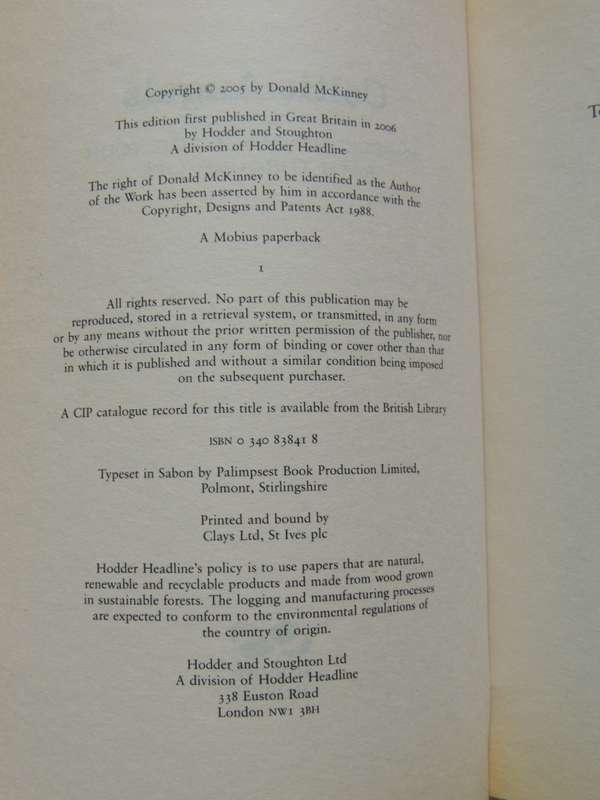 Copyright © 2005 by Donald McKinney
This edition first published in Great Britain in 2006
by Hodder and Stoughton
A division of Hodder Headline
The right of Donald McKinney to be identified as the Author
of the Work has been asserted by him in accordance with the
Copyright, Designs and Patents Act 1988.
A Mobius paperback
1
All rights reserved. No part of this publication may be
reproduced, stored in a retrieval system, or transmitted, in any form
or by any means without the prior written permission of the publisher, nor
be otherwise circulated in any form of binding or cover other than that
in which it is published and without a similar condition being imposed
on the subsequent purchaser.
A CIP catalogue record for this title is available from the British Library
ISBN 0 340 83841 8
Typeset in Sabon by Palimpsest Book Production Limited,
Polmont, Stirlingshire
Printed and bound by
Clays Ltd, St Ives plc
Hodder Headline's policy is to use papers that are natural,
renewable and recyclable products and made from wood grown
in sustainable forests. The logging and manufacturing processes
are expected to conform to the environmental regulations of
the country of origin.
Hodder and Stoughton Ltd
A division of Hodder Headline
338 Euston Road
London NW1 3BH